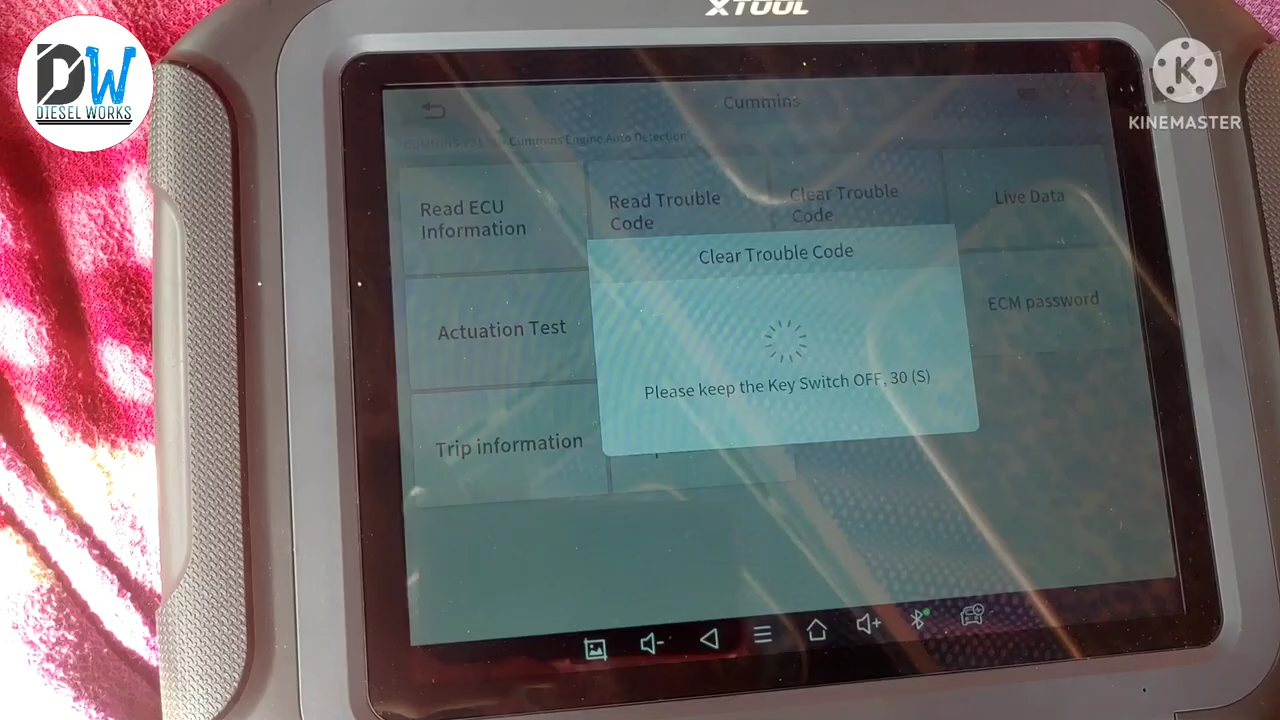 XTOOL
DW
DIESEL WORKS
K
KINEMASTER
Cummins
Cummins Engine Auto Detection
Read ECU
Information
Read Trouble
Code
Clear Trouble
Code
Live Data
Clear Trouble Code
Please keep the Key Switch OFF, 30 (S)
Actuation Test
ECM password
Trip information